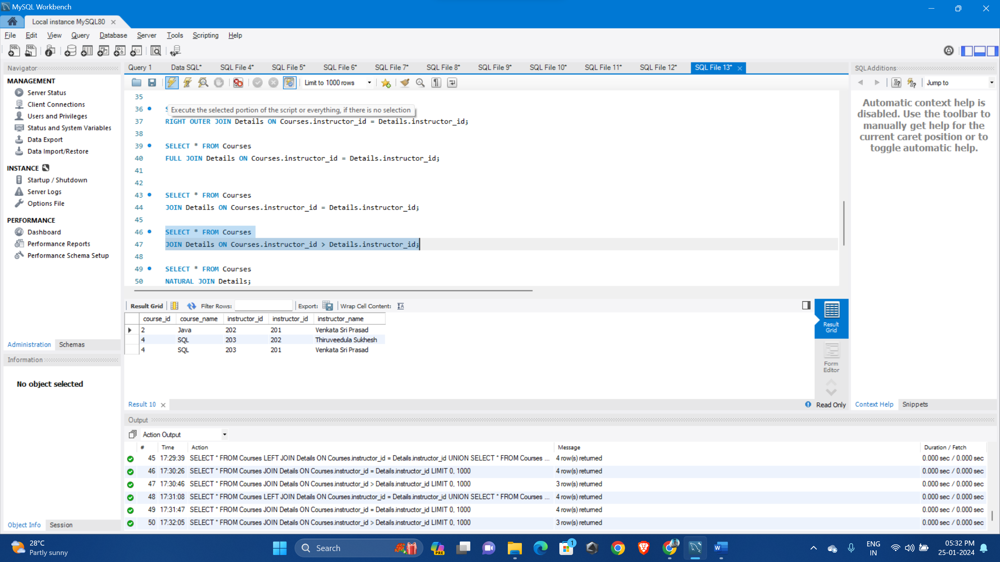 MySQL Workbench
Local instance MySQL80
File Edit View Query Database Server Tools Scripting Help
Navigator
MANAGEMENT
Server Status
Client Connections
Users and Privileges
Status and System Variables
Data Export
Data Import/Restore
INSTANCE
Startup / Shutdown
Server Logs
Options File
PERFORMANCE
Dashboard
Performance Reports
Performance Schema Setup
Administration Schemas
Information
No object selected
Object Info Session
Query 1 Data SQL* SQL File 4* SQL File 5* SQL File 6* SQL File 7* SQL File 8* SQL File 9* SQL File 10* SQL File 11* SQL File 12* SQL File 13*
Limit to 1000 rows
35
36
Execute the selected portion of the script or everything, if there is no selection
37 RIGHT OUTER JOIN Details ON Courses.instructor_id = Details.instructor_id;
38
39 SELECT * FROM Courses
40 FULL JOIN Details ON Courses.instructor_id = Details.instructor_id;
41
42
43 SELECT * FROM Courses
44 JOIN Details ON Courses.instructor_id = Details.instructor_id;
45
46 SELECT * FROM Courses
47 JOIN Details ON Courses.instructor_id > Details.instructor_id;
48
49 SELECT * FROM Courses
50 NATURAL JOIN Details;
Result Grid Filter Rows: Export: Wrap Cell Content:
course_id course_name instructor_id instructor_id instructor_name
2 Java 202 201 Venkata Sri Prasad
4 SQL 203 202 Thiruveedula Sukhesh
4 SQL 203 201 Venkata Sri Prasad
Result
Grid
Form
Editor
Result 10
Read Only
SQLAdditions
Jump to
Automatic context help is
disabled. Use the toolbar to
manually get help for the
current caret position or to
toggle automatic help.
Context Help Snippets
Output
Action Output
# Time Action Message Duration / Fetch
45 17:29:39 SELECT * FROM Courses LEFT JOIN Details ON Courses.instructor_id = Details.instructor_id UNION SELECT * FROM Courses ... 4 row(s) returned 0.000 sec / 0.000 sec
46 17:30:26 SELECT * FROM Courses JOIN Details ON Courses.instructor_id = Details.instructor_id LIMIT 0, 1000 4 row(s) returned 0.000 sec / 0.000 sec
47 17:30:46 SELECT * FROM Courses JOIN Details ON Courses.instructor_id > Details.instructor_id LIMIT 0, 1000 3 row(s) returned 0.000 sec / 0.000 sec
48 17:31:08 SELECT * FROM Courses LEFT JOIN Details ON Courses.instructor_id = Details.instructor_id UNION SELECT * FROM Courses ... 4 row(s) returned 0.000 sec / 0.000 sec
49 17:31:47 SELECT * FROM Courses JOIN Details ON Courses.instructor_id = Details.instructor_id LIMIT 0, 1000 4 row(s) returned 0.000 sec / 0.000 sec
50 17:32:05 SELECT * FROM Courses JOIN Details ON Courses.instructor_id > Details.instructor_id LIMIT 0, 1000 3 row(s) returned 0.000 sec / 0.000 sec
28°C
Partly sunny
Search
PRE
1
ENG
IN
05:32 PM
25-01-2024